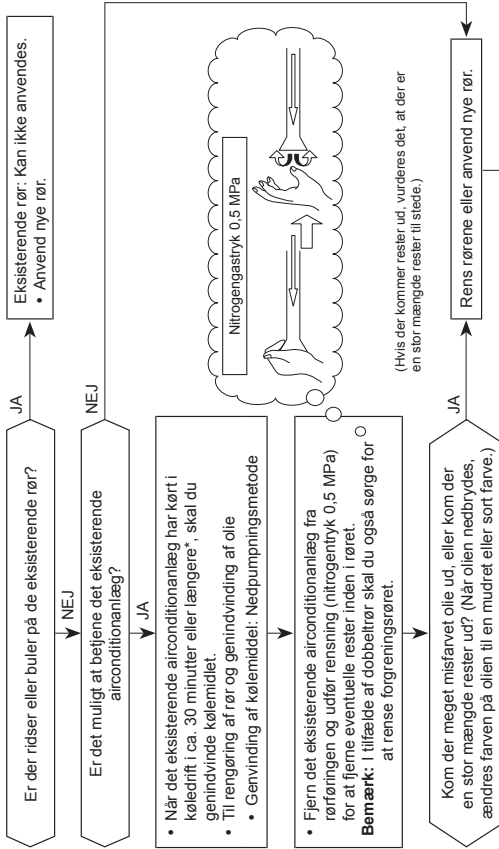 Er der ridser eller buler på de eksisterende rør?
JA
Eksisterende rør: Kan ikke anvendes.
• Anvend nye rør.
NEJ
Er det muligt at betjene det eksisterende
airconditionanlæg?
NEJ
JA
• Når det eksisterende airconditionanlæg har kørt i
køledrift i ca. 30 minutter eller længere*, skal du
genindvinde kølemidlet.
• Til rengøring af rør og genindvinding af olie
• Genvinding af kølemiddel: Nedpumpningsmetode
Nitrogengastryk 0,5 MPa
• Fjern det eksisterende airconditionanlæg fra
rørføringen og udfør rensning (nitrogentryk 0,5 MPa)
for at fjerne eventuelle rester inden i røret.
Bemærk: I tilfælde af dobbeltrør skal du også sørge for
at rense forgreningsrøret.
(Hvis der kommer rester ud, vurderes det, at der er
en stor mængde rester til stede.)
Kom der meget misfarvet olie ud, eller kom der
en stor mængde rester ud? (Når olien nedbrydes,
ændres farven på olien til en mudret eller sort farve.)
JA
Rens rørene eller anvend nye rør.